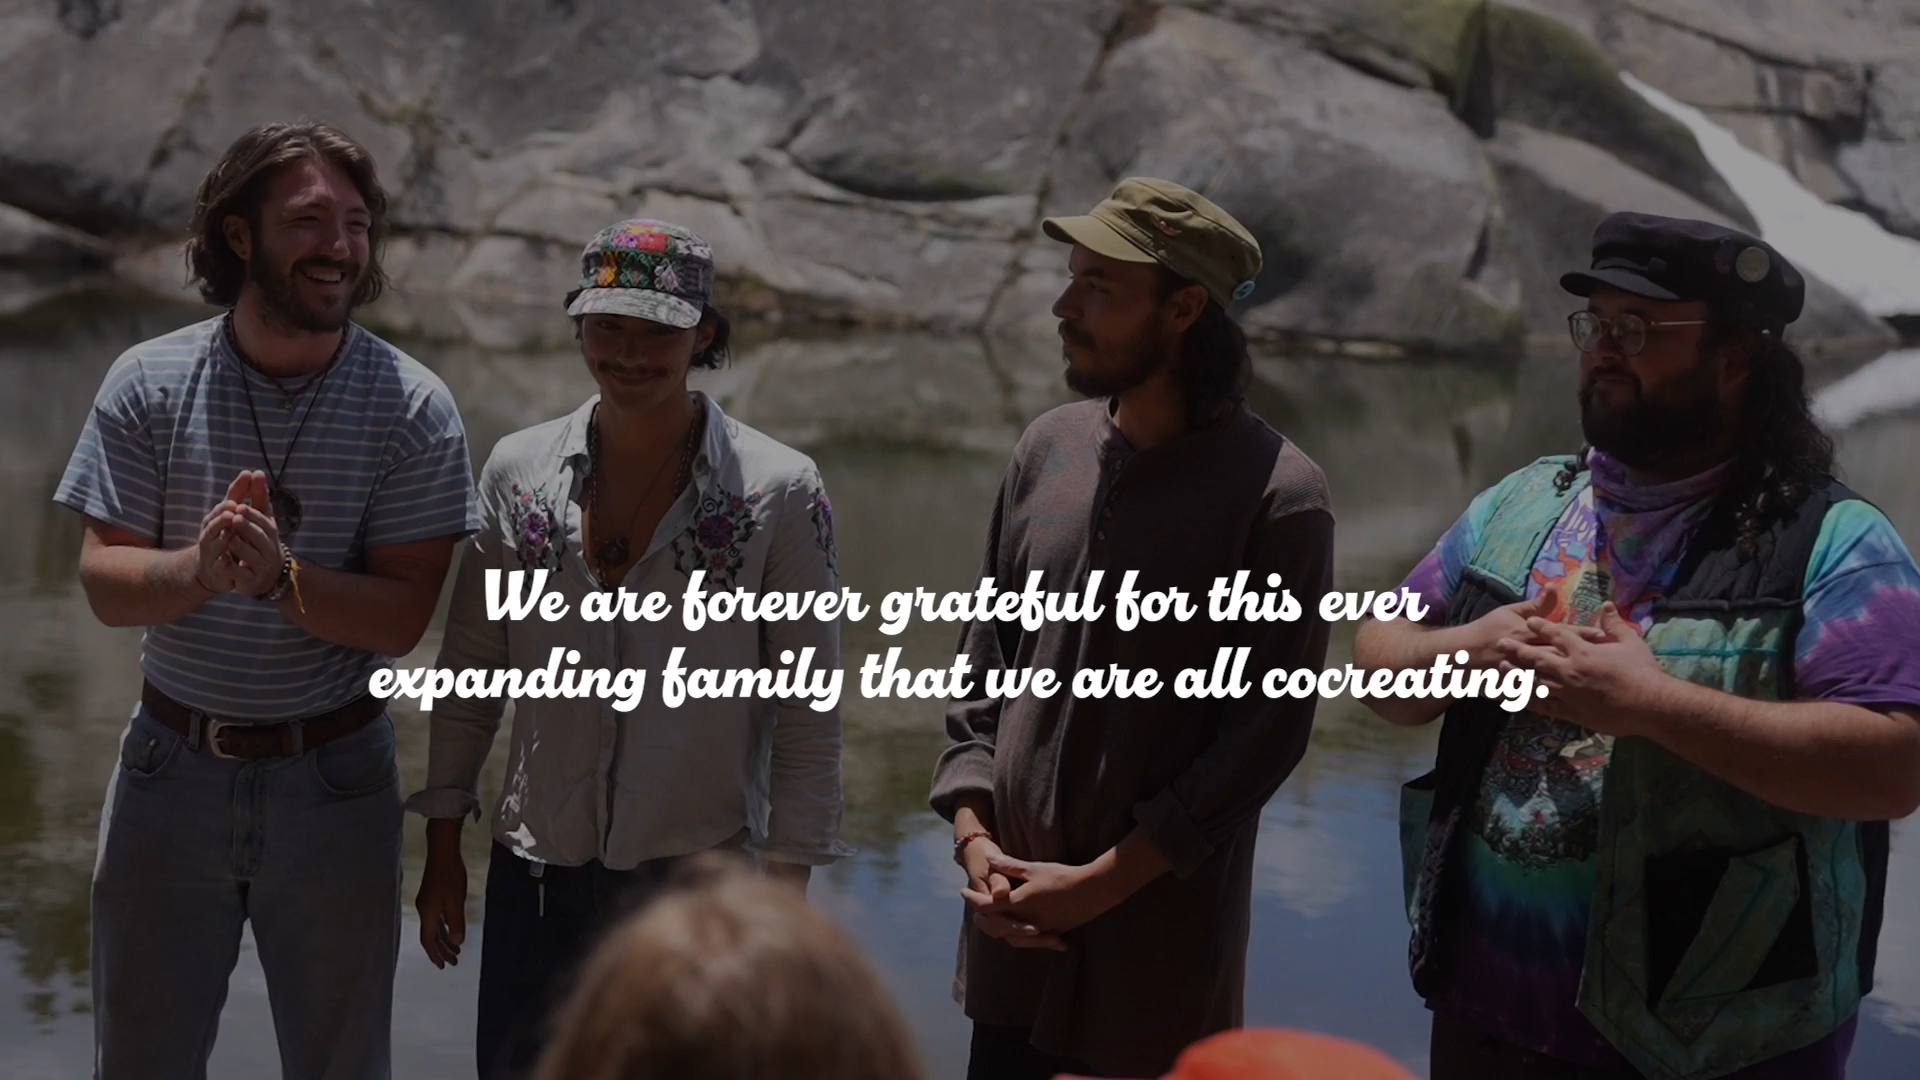 We are forever grateful for this ever
expanding family that we are all cocreating.